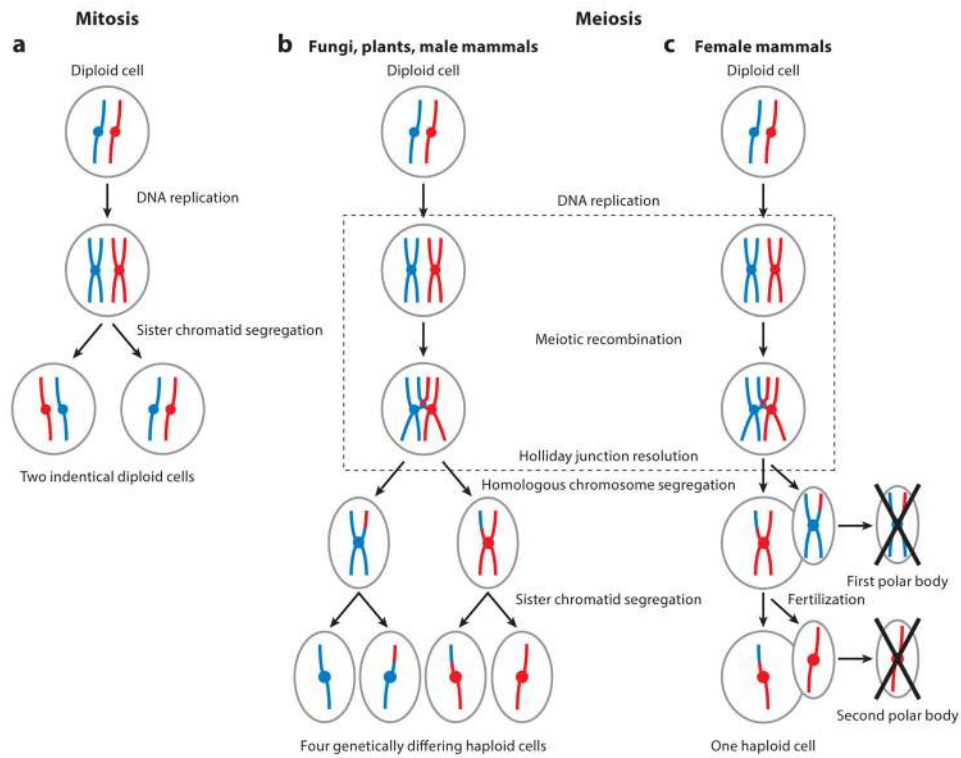 Mitosis
Meiosis
a
b Fungi, plants, male mammals
c Female mammals
Diploid cell
Diploid cell
Diploid cell
DNA replication
DNA replication
Sister chromatid segregation
Meiotic recombination
Two indentical diploid cells
Holliday junction resolution
Homologous chromosome segregation
First polar body
Sister chromatid segregation
Fertilization
Second polar body
Four genetically differing haploid cells
One haploid cell